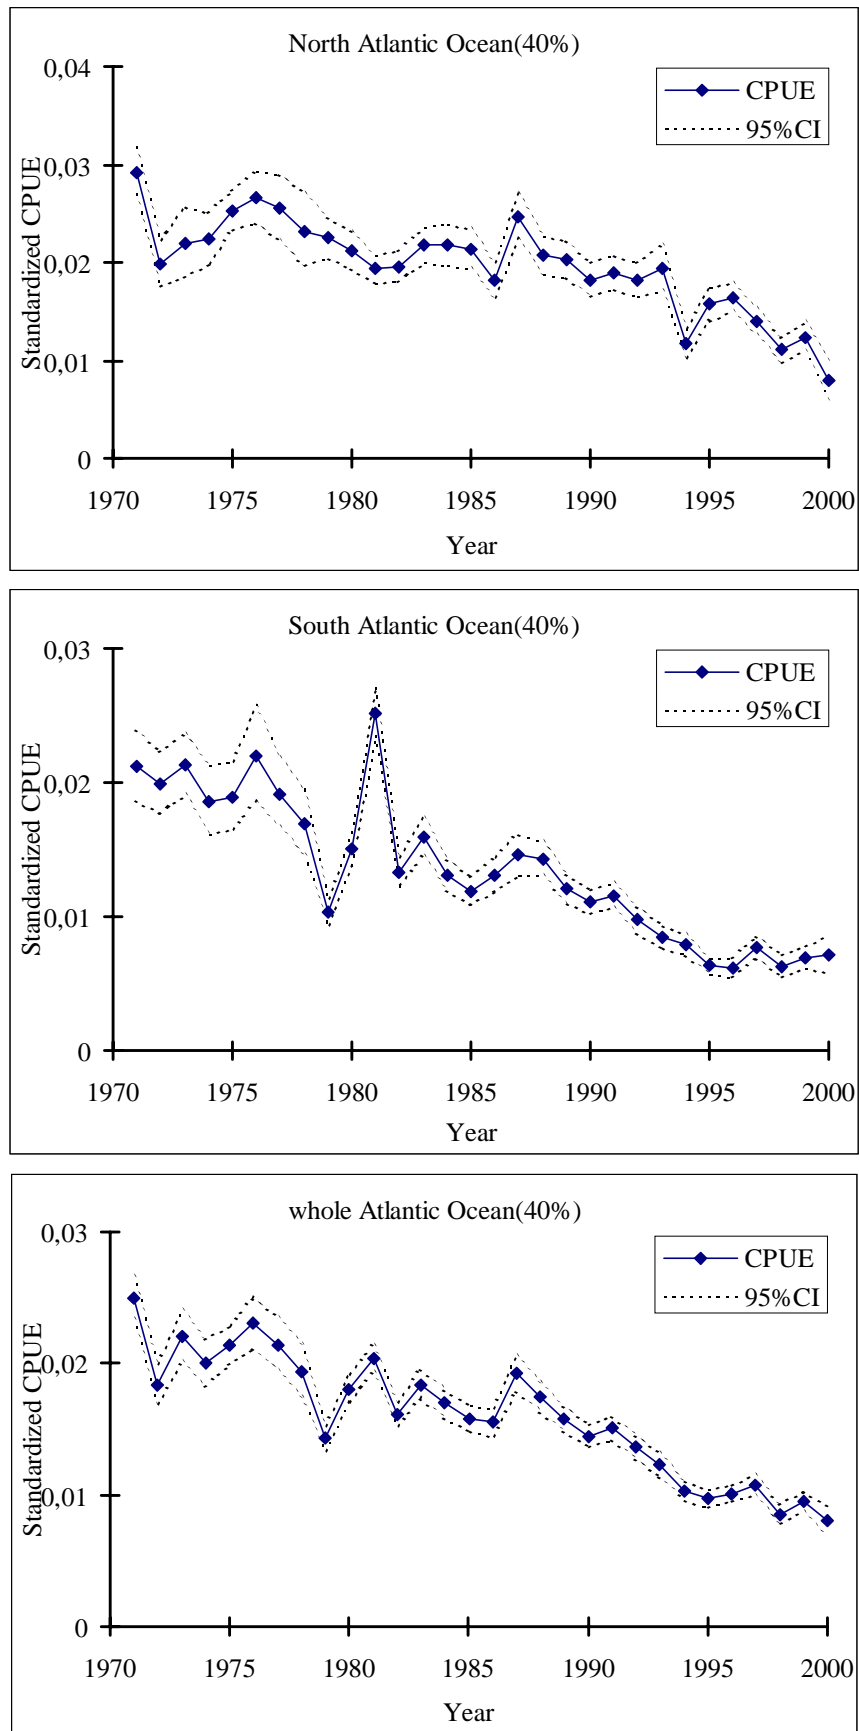 North Atlantic Ocean(40%)
0,04
0,03
0,02
0,01
0
Standardized CPUE
CPUE
95%CI
1970 1975 1980 1985 1990 1995 2000
Year
South Atlantic Ocean(40%)
0,03
0,02
0,01
0
Standardized CPUE
CPUE
95%CI
1970 1975 1980 1985 1990 1995 2000
Year
whole Atlantic Ocean(40%)
0,03
0,02
0,01
0
Standardized CPUE
CPUE
95%CI
1970 1975 1980 1985 1990 1995 2000
Year